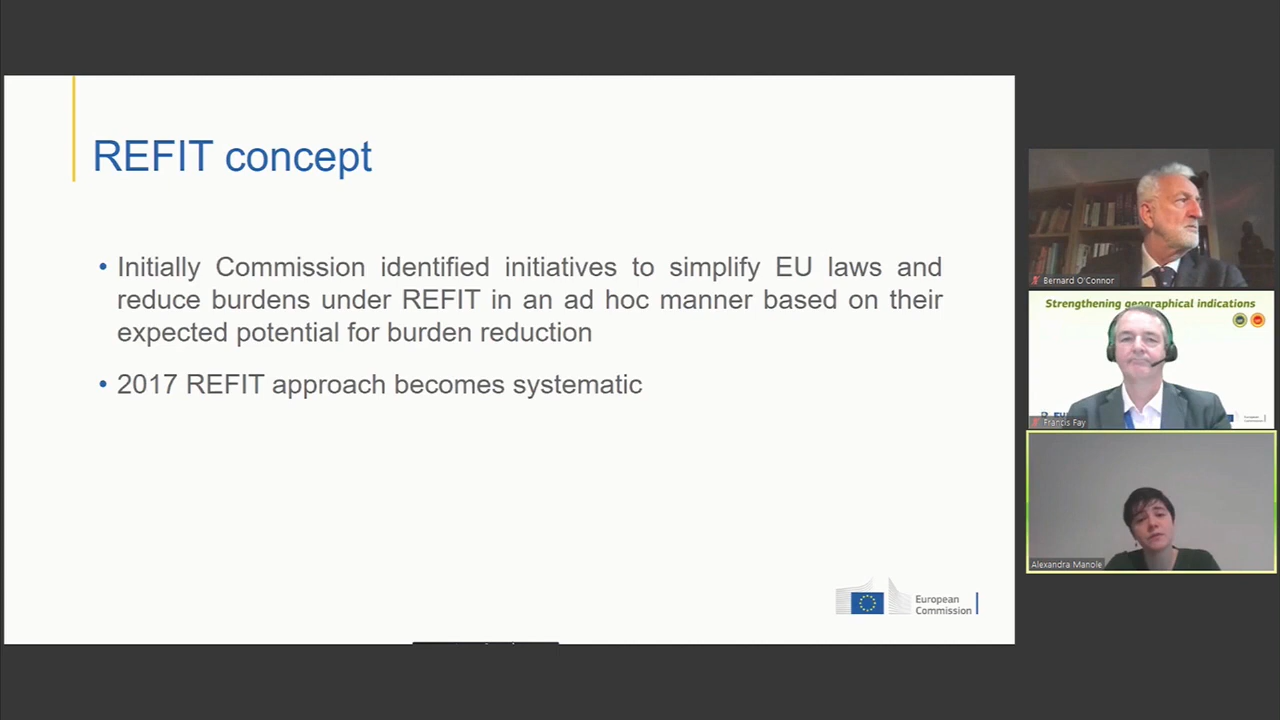 REFIT concept
• Initially Commission identified initiatives to simplify EU laws and
reduce burdens under REFIT in an ad hoc manner based on their
expected potential for burden reduction
• 2017 REFIT approach becomes systematic
European
Commission
Bernard O'Connor
Strengthening geographical indications
Francis Fay
Alexandra Manole